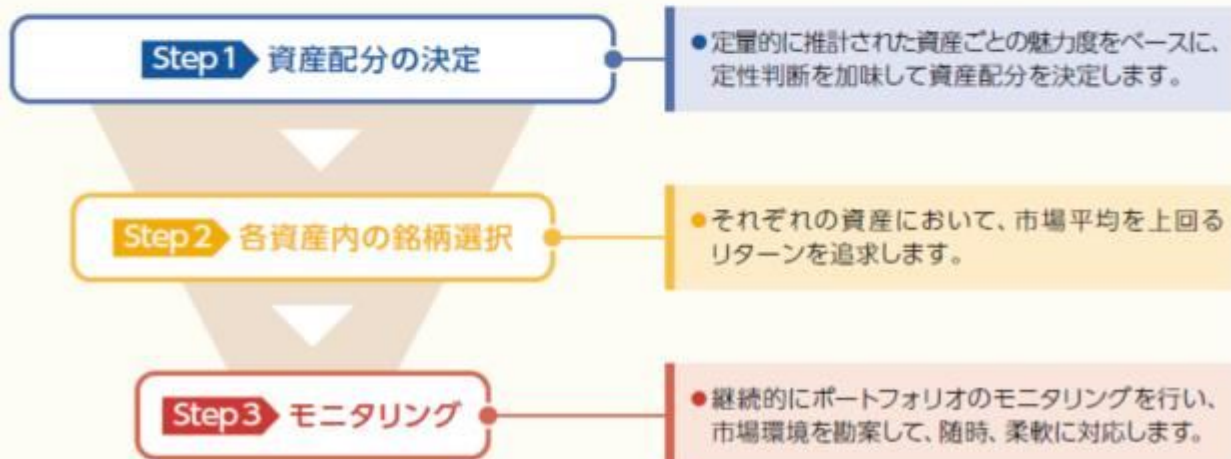 Step1 資産配分の決定
●定量的に推計された資産ごとの魅力度をベースに、
定性判断を加味して資産配分を決定します。
Step2 各資産内の銘柄選択
●それぞれの資産において、市場平均を上回る
リターンを追求します。
Step3 モニタリング
●継続的にポートフォリオのモニタリングを行い、
市場環境を勘案して、随時、柔軟に対応します。